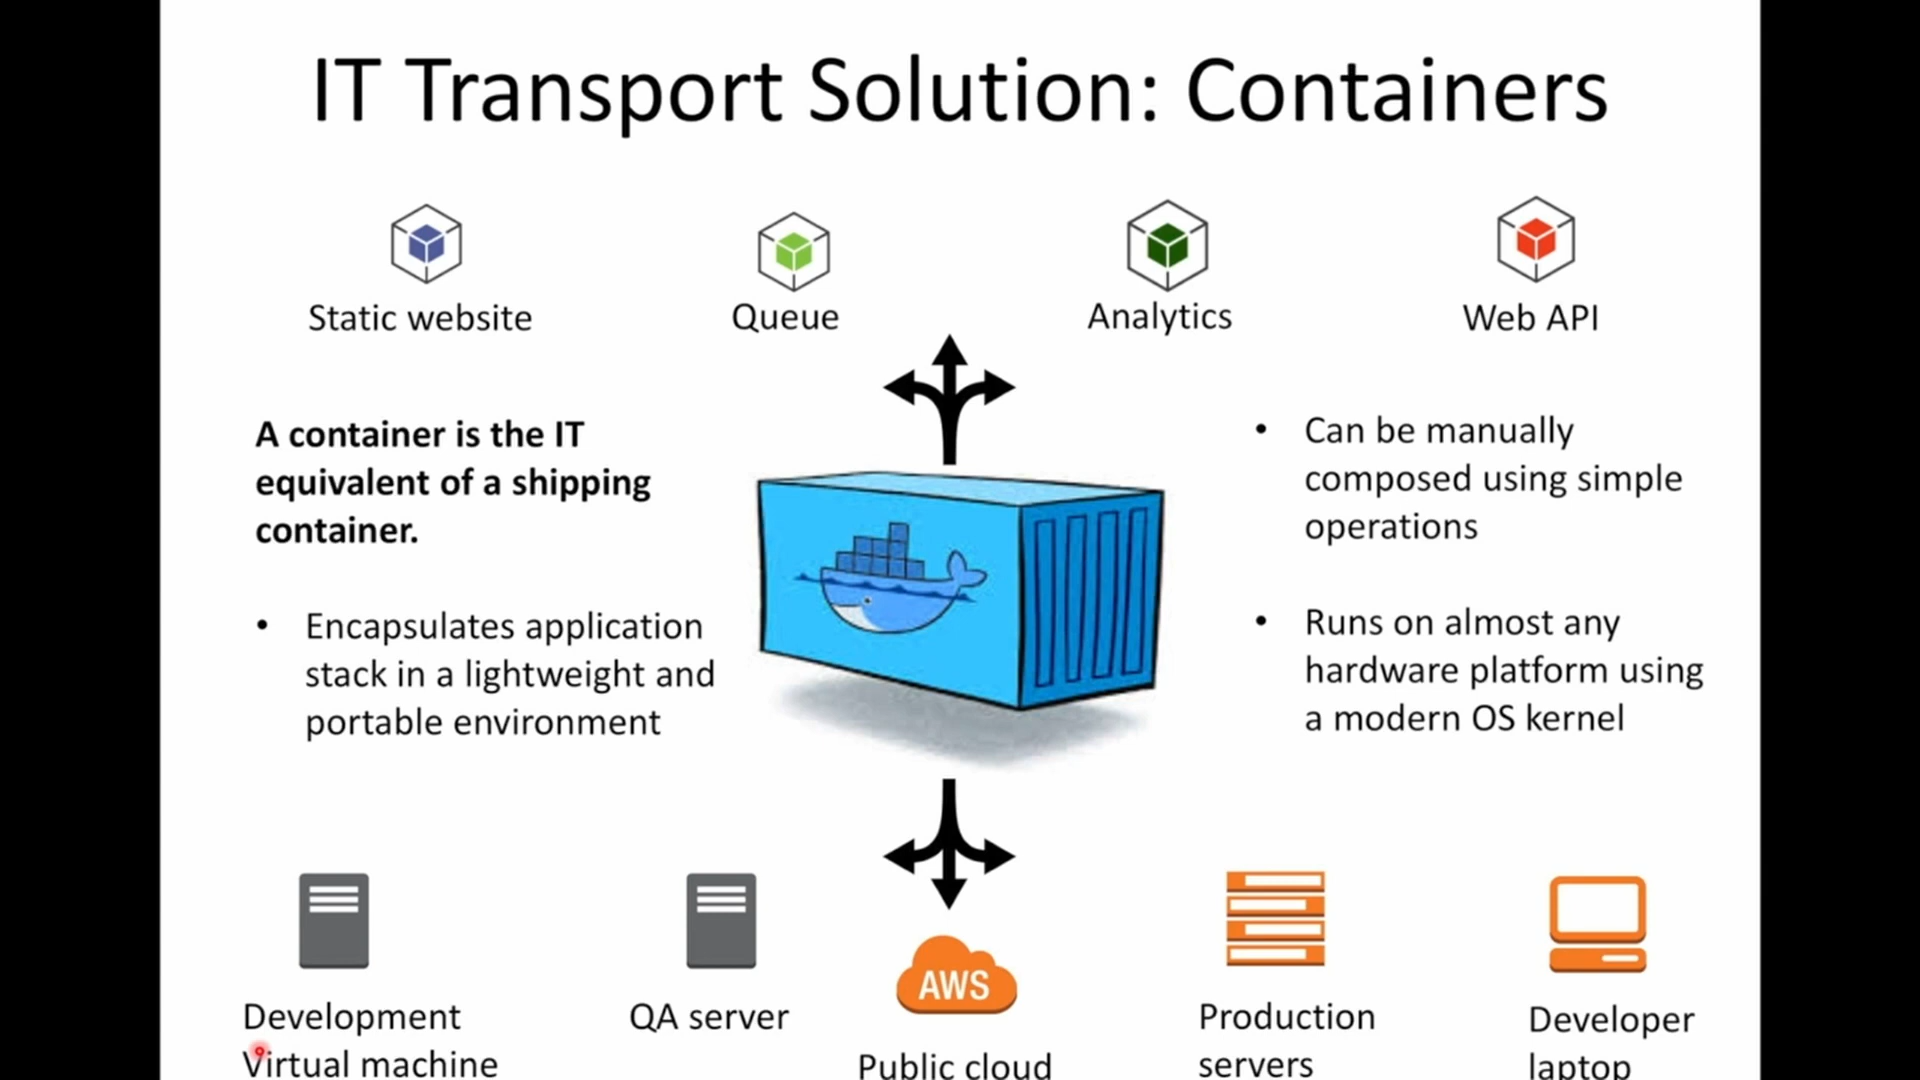 IT Transport Solution: Containers
Static website
Queue
Analytics
Web API
A container is the IT
equivalent of a shipping
container.
• Encapsulates application
stack in a lightweight and
portable environment
• Can be manually
composed using simple
operations
• Runs on almost any
hardware platform using
a modern OS kernel
Development
Virtual machine
QA server
AWS
Public cloud
Production
servers
Developer
laptop